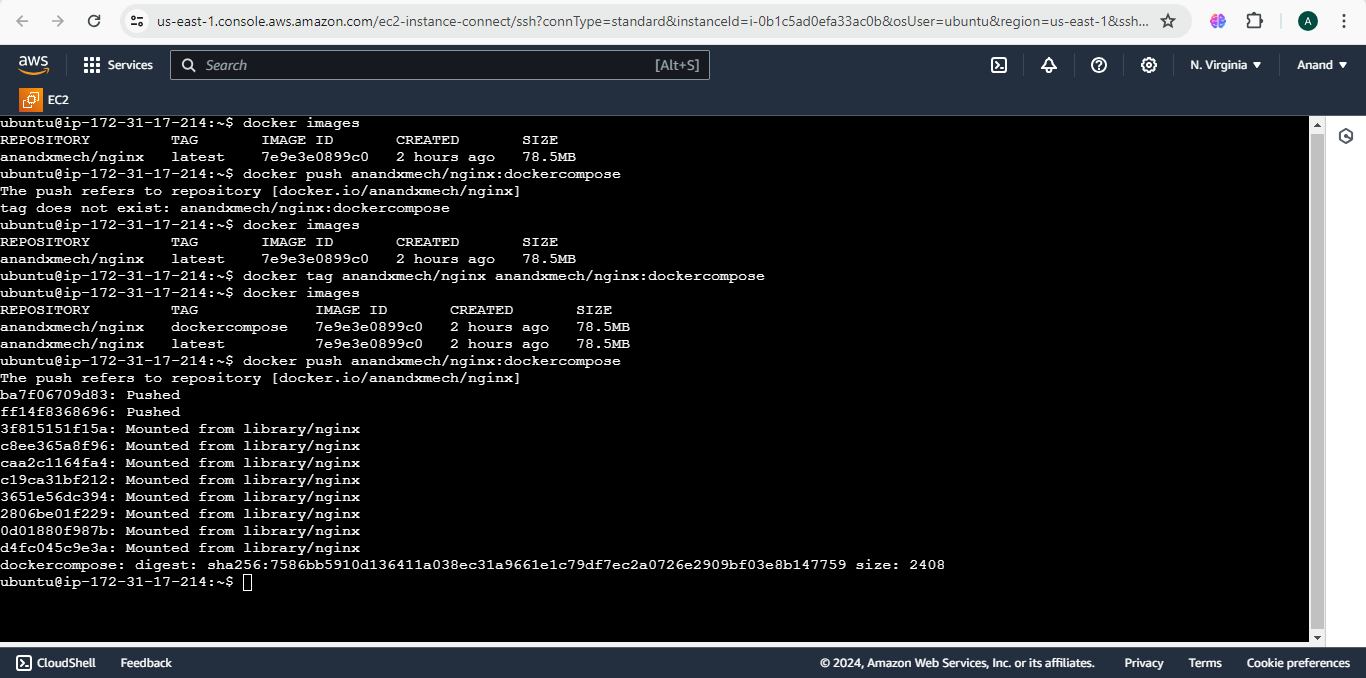 us-east-1.console.aws.amazon.com/ec2-instance-connect/ssh?connType=standard&instanceId=i-0b1c5ad0efa33ac0b&osUser=ubuntu&region=us-east-1&ssh... A
aws Services Search [Alt+S] N. Virginia Anand
EC2
ubuntu@ip-172-31-17-214:~$ docker images
REPOSITORY TAG IMAGE ID CREATED SIZE
anandxmech/nginx latest 7e9e3e0899c0 2 hours ago 78.5MB
ubuntu@ip-172-31-17-214:~$ docker push anandxmech/nginx:dockercompose
The push refers to repository [docker.io/anandxmech/nginx]
tag does not exist: anandxmech/nginx:dockercompose
ubuntu@ip-172-31-17-214:~$ docker images
REPOSITORY TAG IMAGE ID CREATED SIZE
anandxmech/nginx latest 7e9e3e0899c0 2 hours ago 78.5MB
ubuntu@ip-172-31-17-214:~$ docker tag anandxmech/nginx anandxmech/nginx:dockercompose
ubuntu@ip-172-31-17-214:~$ docker images
REPOSITORY TAG IMAGE ID CREATED SIZE
anandxmech/nginx dockercompose 7e9e3e0899c0 2 hours ago 78.5MB
anandxmech/nginx latest 7e9e3e0899c0 2 hours ago 78.5MB
ubuntu@ip-172-31-17-214:~$ docker push anandxmech/nginx:dockercompose
The push refers to repository [docker.io/anandxmech/nginx]
ba7f06709d83: Pushed
ff14f8368696: Pushed
3f815151f15a: Mounted from library/nginx
c8ee365a8f96: Mounted from library/nginx
caa2c1164fa4: Mounted from library/nginx
c19ca31bf212: Mounted from library/nginx
3651e56dc394: Mounted from library/nginx
2806be01f229: Mounted from library/nginx
0d01880f987b: Mounted from library/nginx
d4fc045c9e3a: Mounted from library/nginx
dockercompose: digest: sha256:7586bb5910d136411a038ec31a9661e1c79df7ec2a0726e2909bf03e8b147759 size: 2408
ubuntu@ip-172-31-17-214:~$
CloudShell Feedback © 2024, Amazon Web Services, Inc. or its affiliates. Privacy Terms Cookie preferences